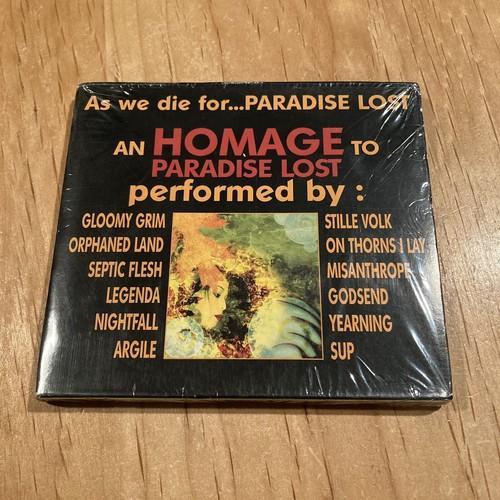 As we die for...PARADISE LOST
AN HOMAGE TO
PARADISE LOST
performed by :
GLOOMY GRIM
ORPHANED LAND
SEPTIC FLESH
LEGENDA
NIGHTFALL
ARGILE
STILLE VOLK
ON THORNS I LAY
MISANTHROPE
GODSEND
YEARNING
SUP